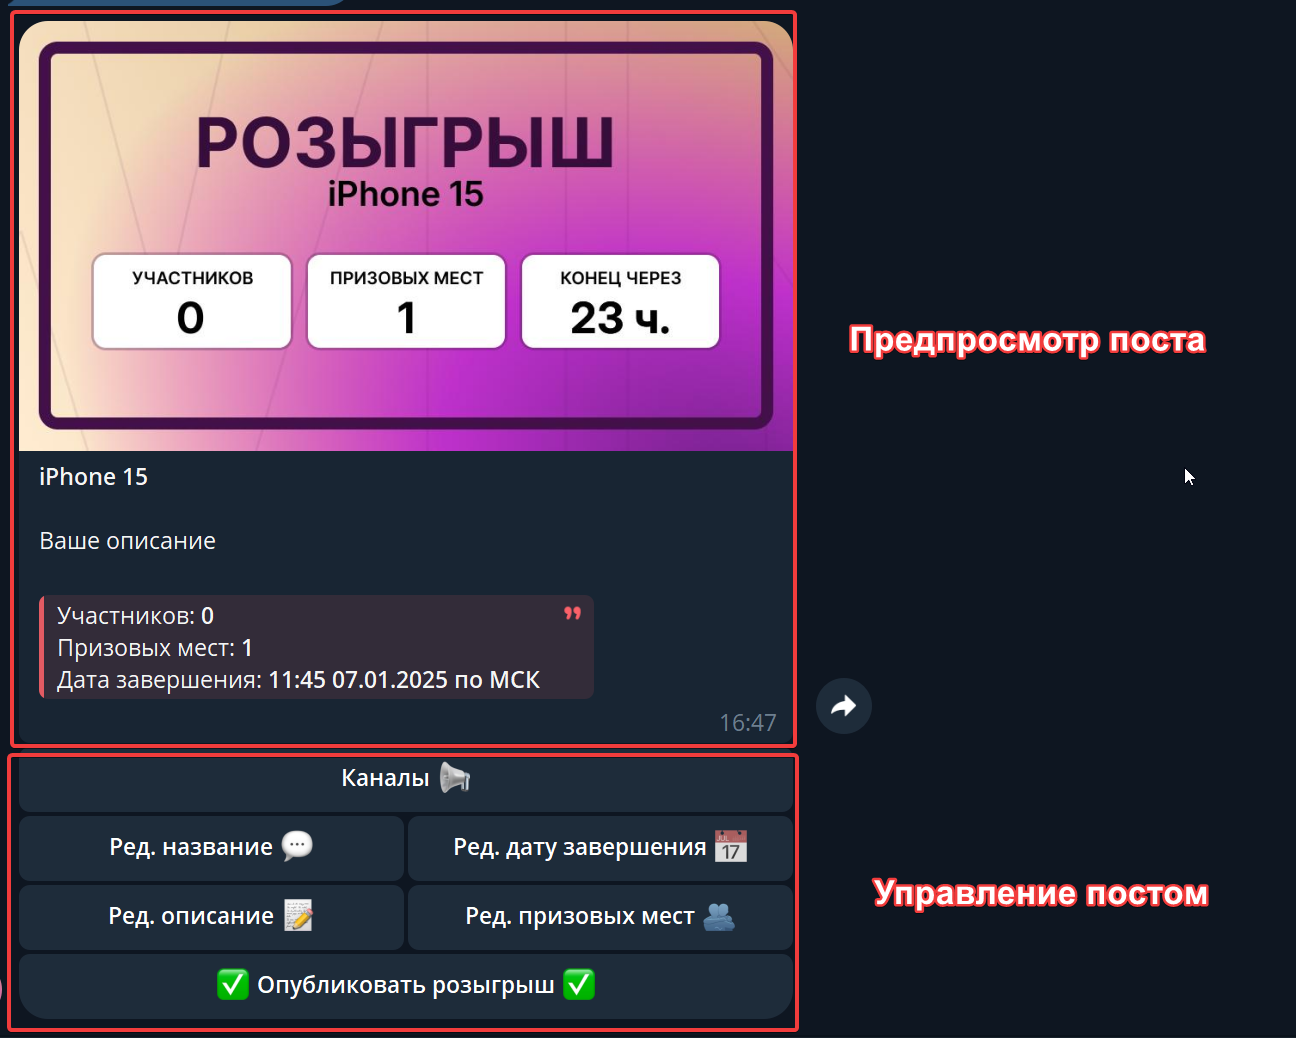 РОЗЫГРЫШ
iPhone 15
УЧАСТНИКОВ
0
ПРИЗОВЫХ МЕСТ
1
КОНЕЦ ЧЕРЕЗ
23 ч.
Предпросмотр поста
iPhone 15
Ваше описание
Участников: 0
Призовых мест: 1
Дата завершения: 11:45 07.01.2025 по МСК
16:47
Каналы
Ред. название
Ред. дату завершения
JUL
17
Ред. описание
Ред. призовых мест
Управление постом
Опубликовать розыгрыш